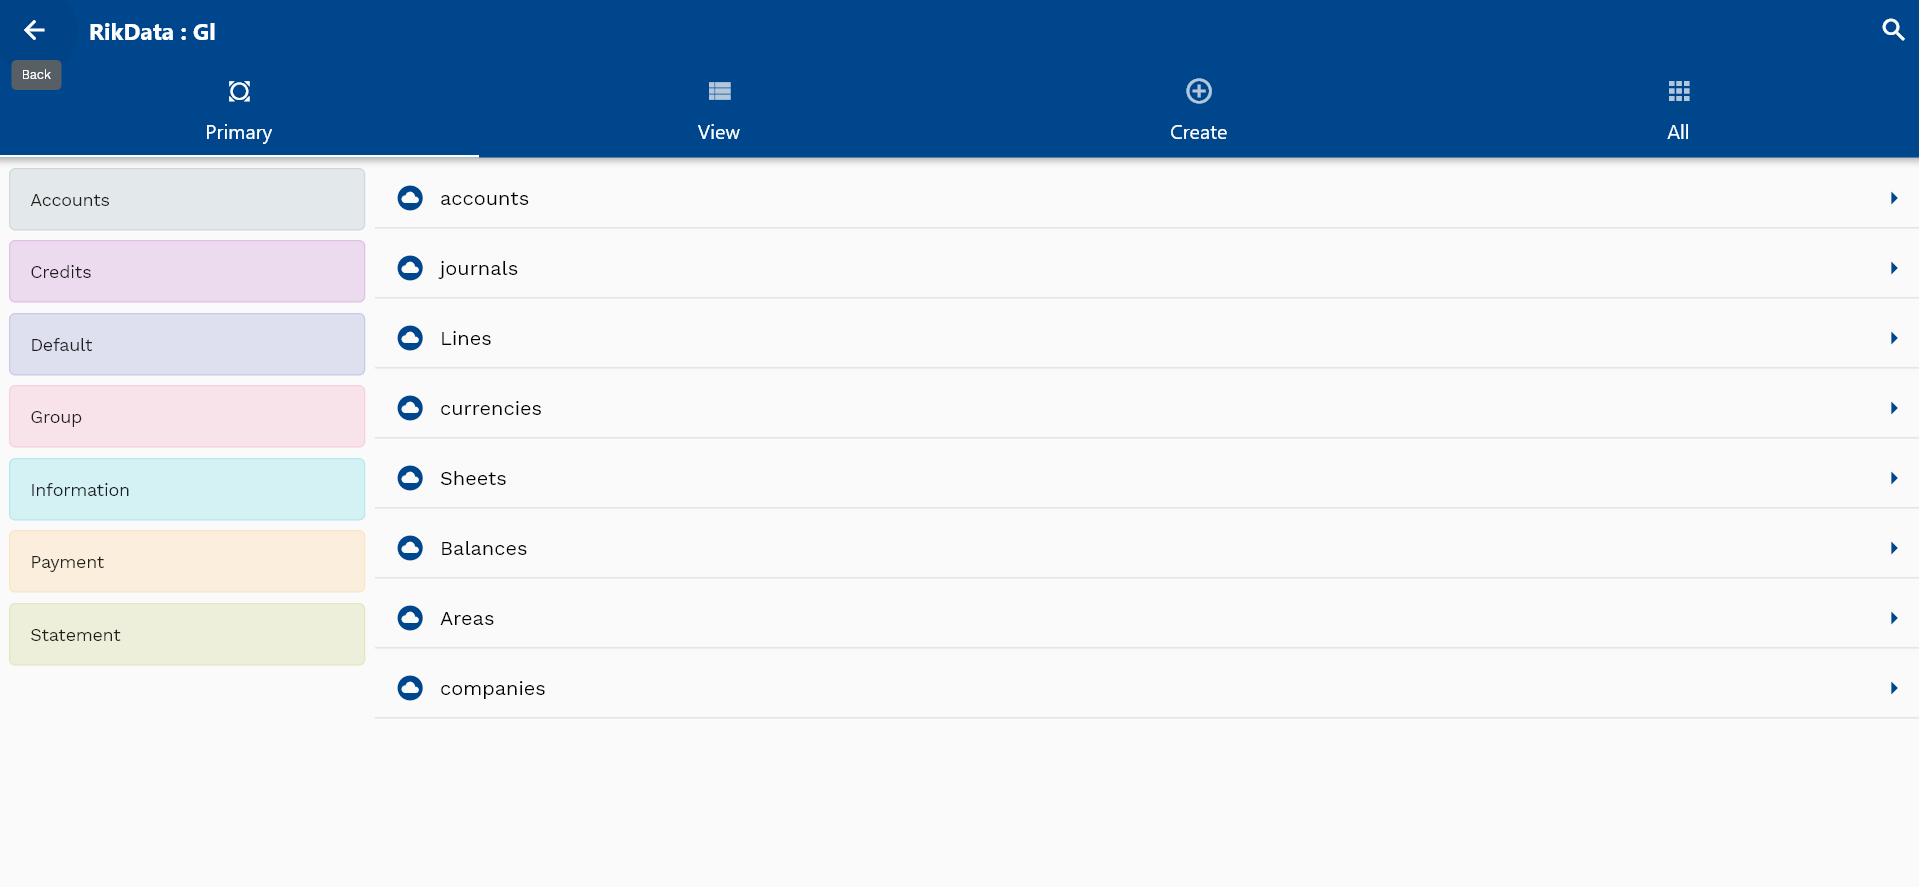 RikData : Gl
Back
Primary
View
Create
All
Accounts
Credits
Default
Group
Information
Payment
Statement
accounts
journals
Lines
currencies
Sheets
Balances
Areas
companies